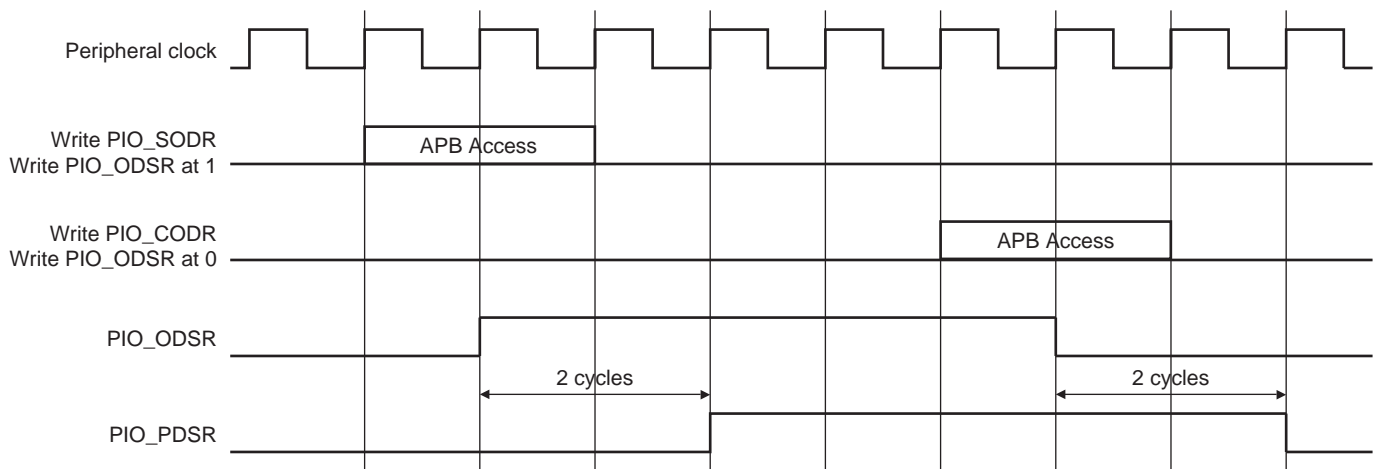 Peripheral clock
Write PIO_SODR
Write PIO_ODSR at 1
APB Access
Write PIO_CODR
Write PIO_ODSR at 0
APB Access
PIO_ODSR
2 cycles
2 cycles
PIO_PDSR